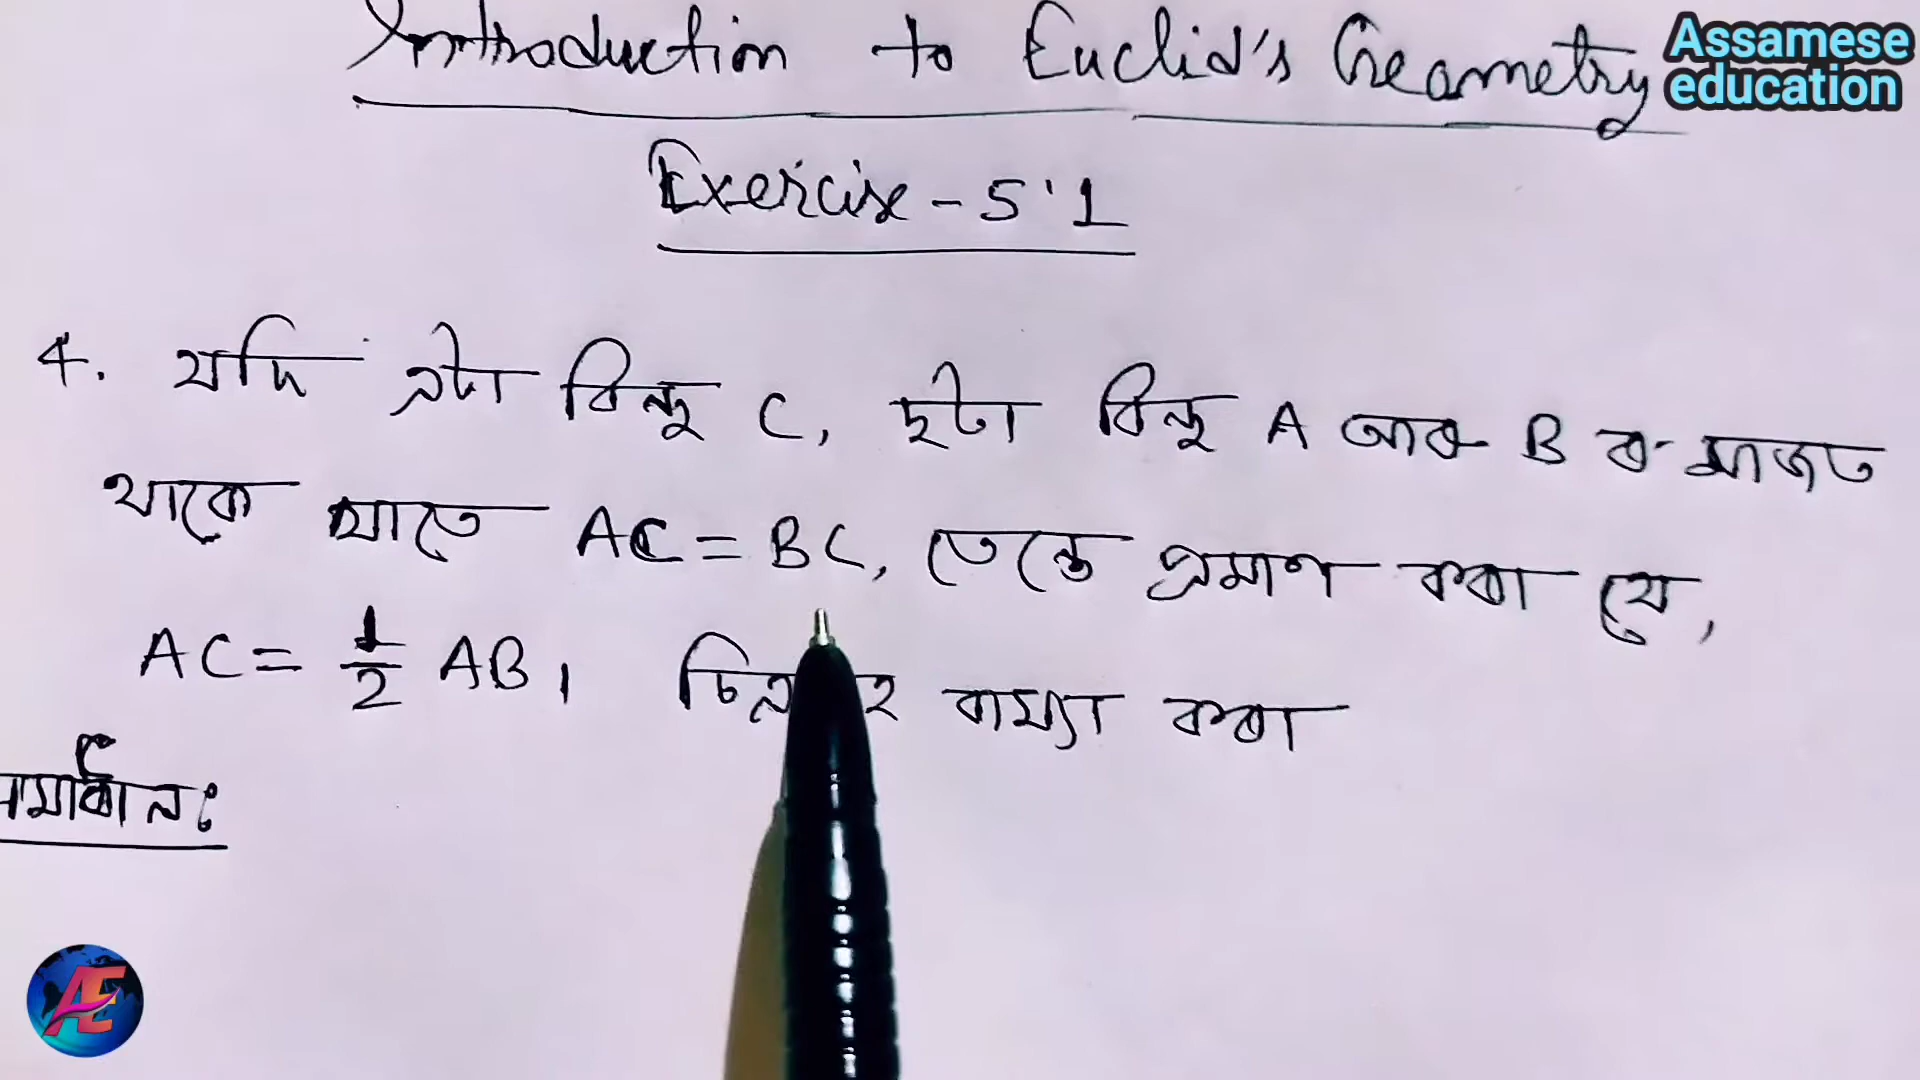 Introduction to Euclid's Geometry
Assamese
education
Exercise - 5.1
4. যদি এটা বিন্দু C, দুটা বিন্দু A আৰু B ৰ মাজত
থাকে যাতে AC = BC, তেন্তে প্ৰমাণ কৰা যে,
AC = 1/2 AB, কৰা
AE